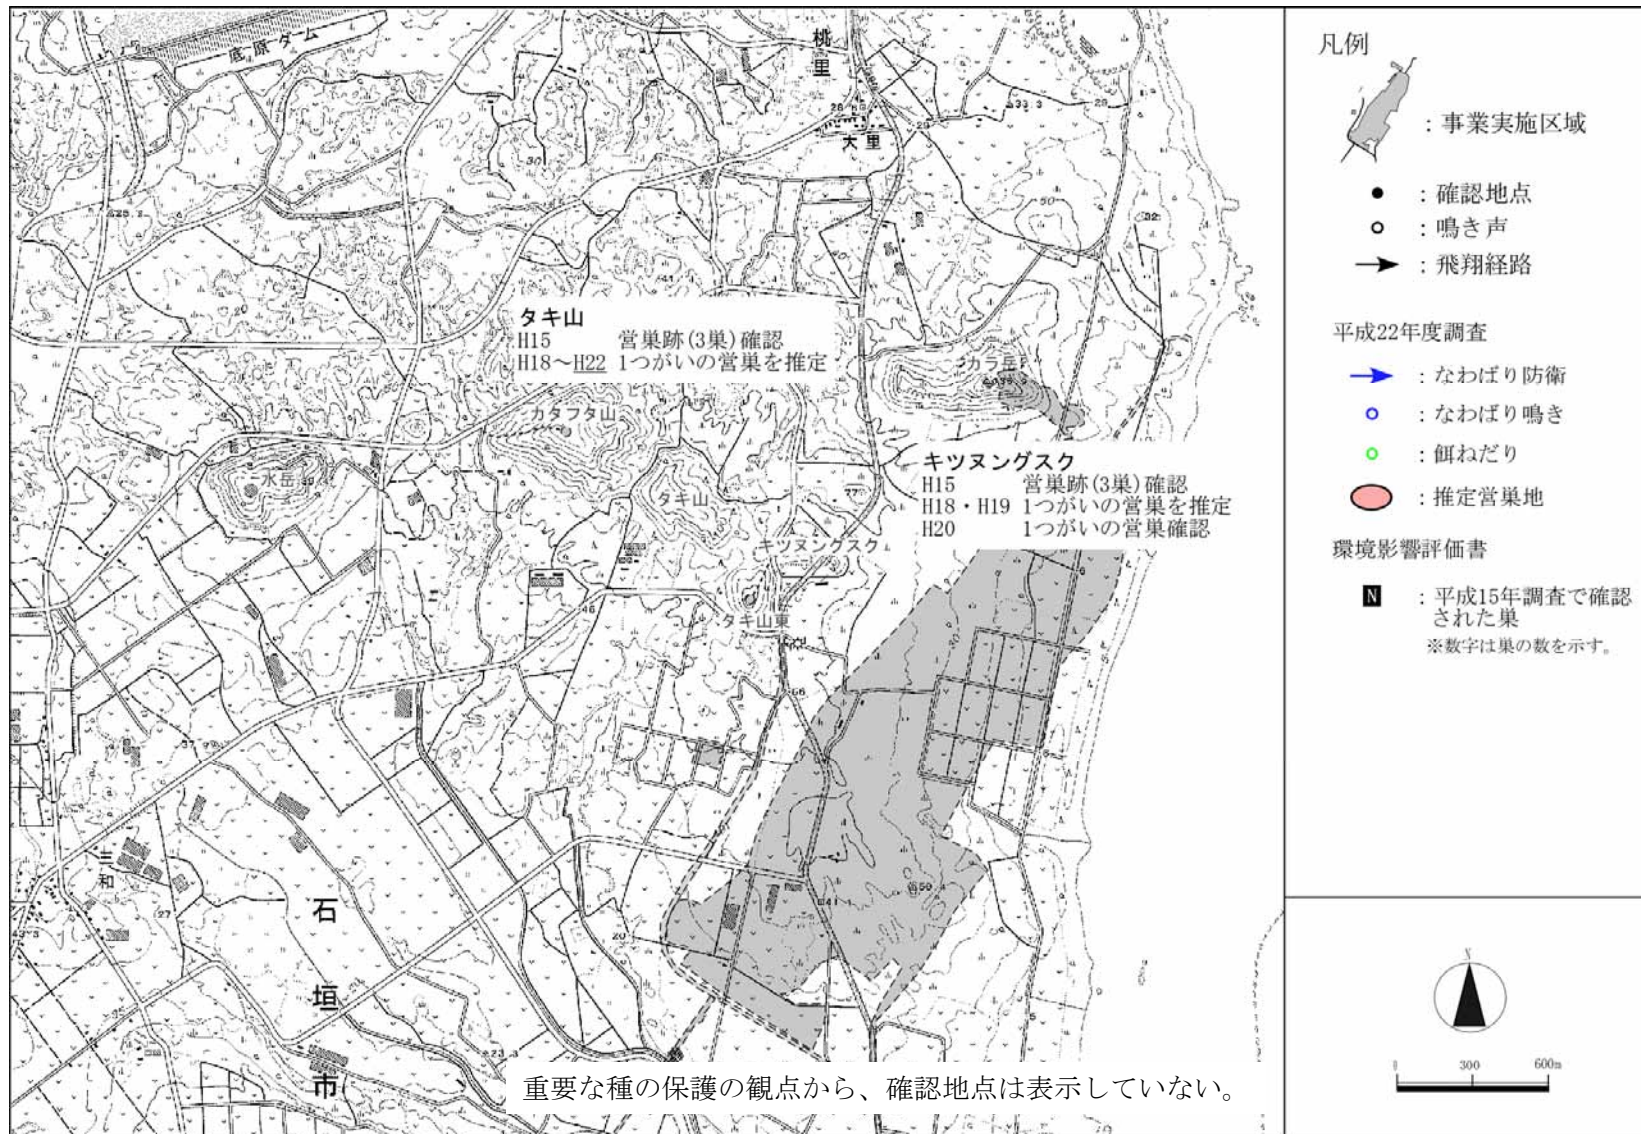 底原ダム
桃里
大里
タキ山
H15 営巣跡(3巣)確認
H18～H22 1つがいの営巣を推定
カラ岳
カタフタ山
水岳
タキ山
キツヌングスク
H15 営巣跡(3巣)確認
H18・H19 1つがいの営巣を推定
H20 1つがいの営巣確認
キツヌングスク
タキ山東
三和
石垣市
重要な種の保護の観点から、確認地点は表示していない。
凡例
：事業実施区域
：確認地点
：鳴き声
：飛翔経路
平成22年度調査
：なわばり防衛
：なわばり鳴き
：餌ねだり
：推定営巣地
環境影響評価書
N ：平成15年調査で確認
された巣
※数字は巣の数を示す。
N
0 300 600m